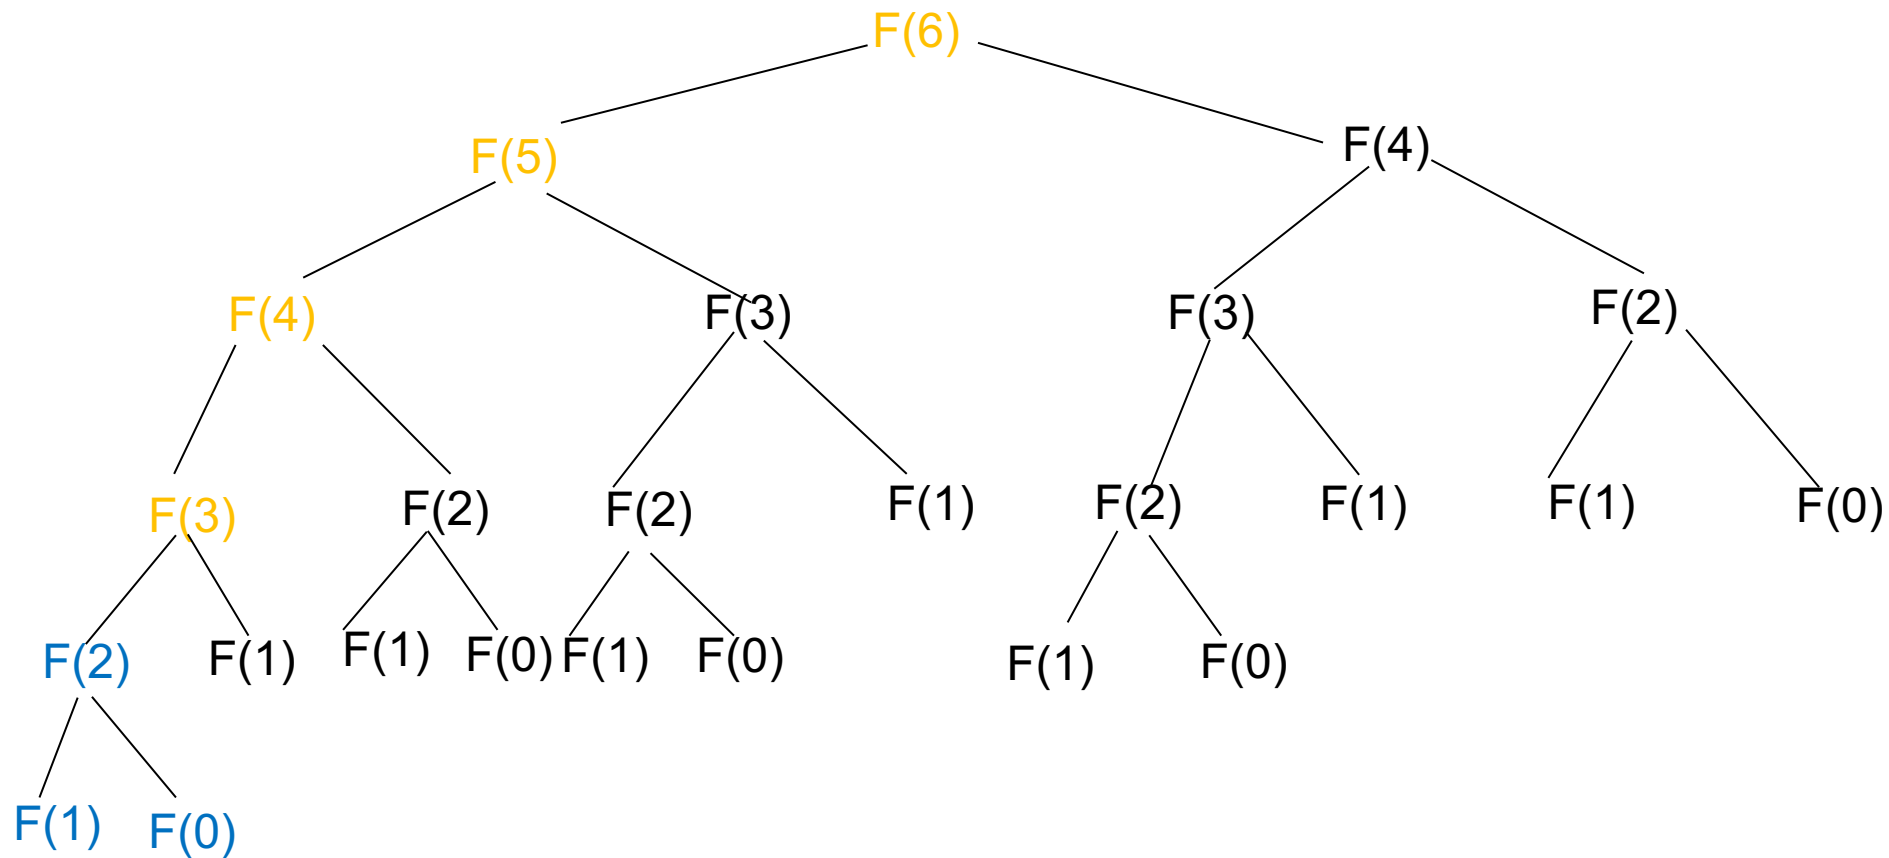 F(6)
F(5) F(4)
F(4) F(3) F(3) F(2)
F(3) F(2) F(2) F(1) F(2) F(1) F(1) F(0)
F(2) F(1) F(1) F(0) F(1) F(0) F(1) F(0)
F(1) F(0)